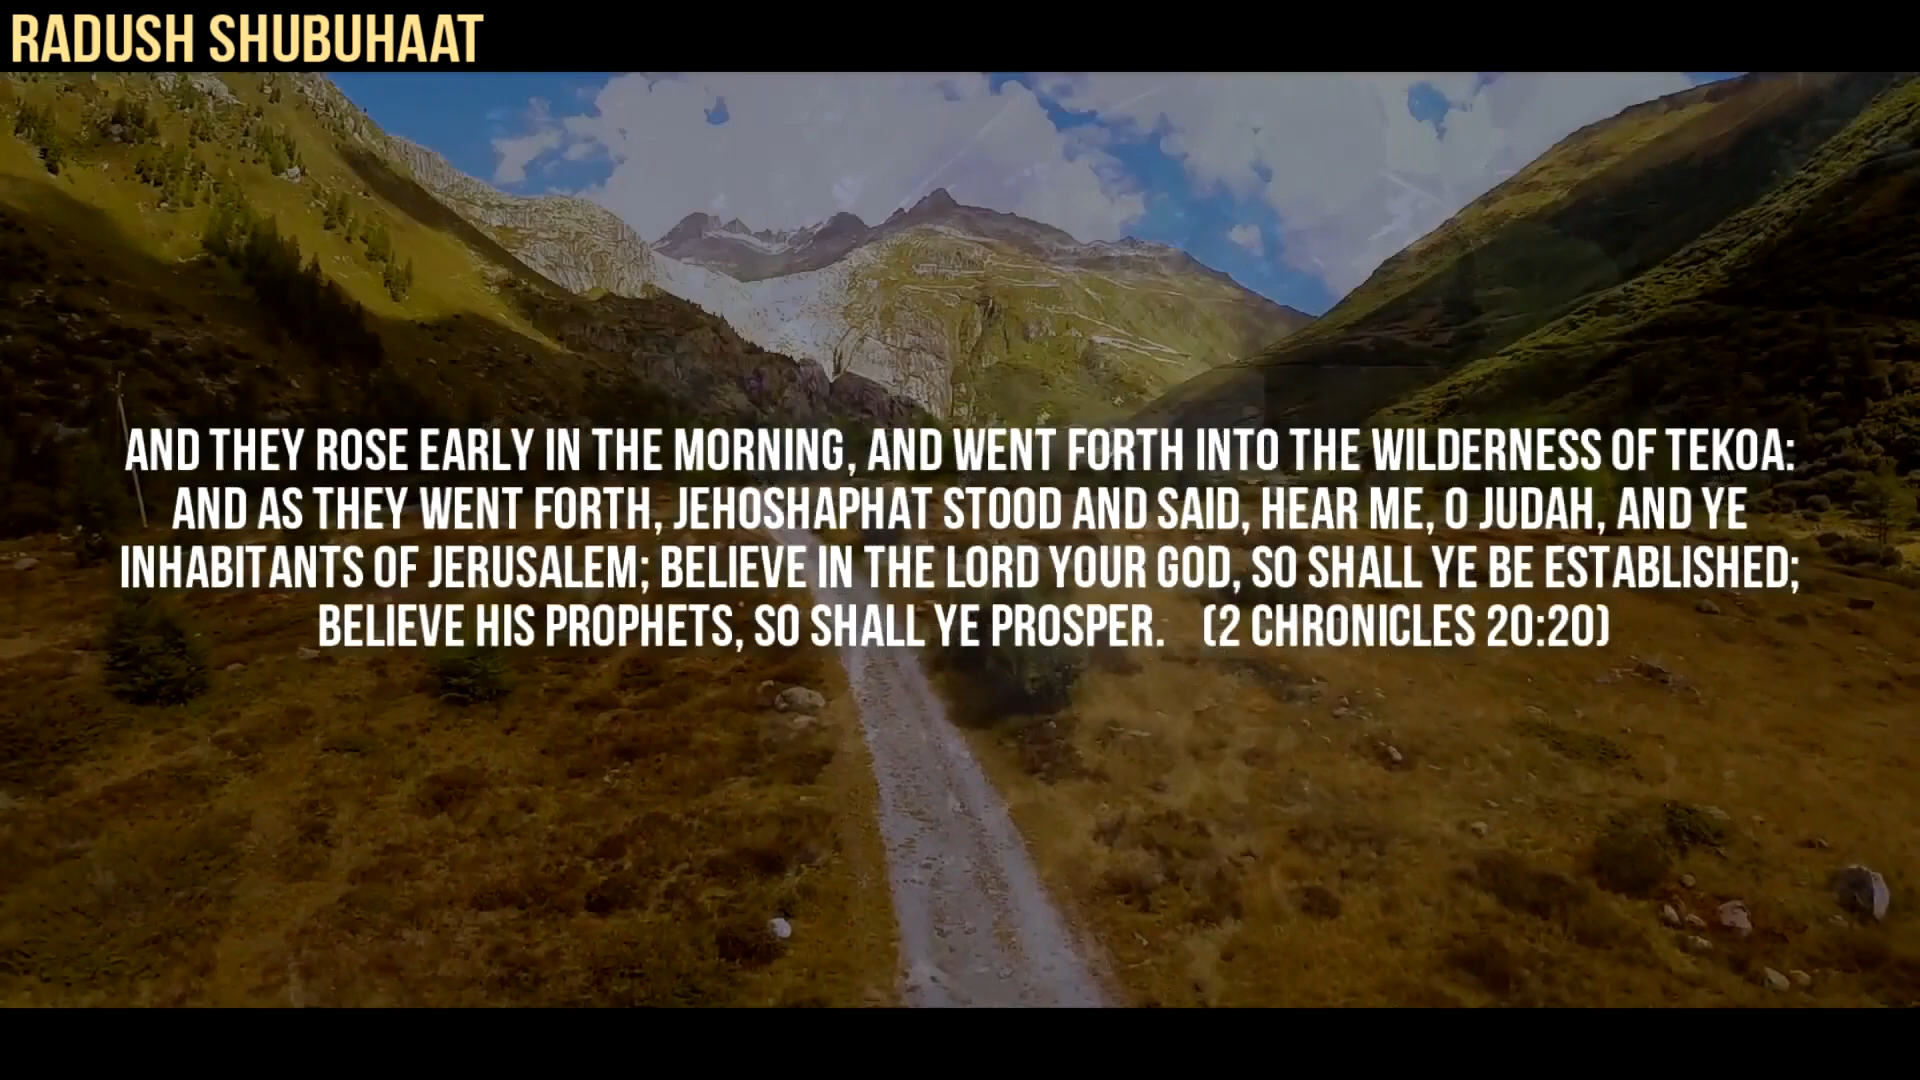 RADUSH SHUBUHAAT
AND THEY ROSE EARLY IN THE MORNING, AND WENT FORTH INTO THE WILDERNESS OF TEKOA:
AND AS THEY WENT FORTH, JEHOSHAPHAT STOOD AND SAID, HEAR ME, O JUDAH, AND YE
INHABITANTS OF JERUSALEM; BELIEVE IN THE LORD YOUR GOD, SO SHALL YE BE ESTABLISHED;
BELIEVE HIS PROPHETS, SO SHALL YE PROSPER. (2 CHRONICLES 20:20)